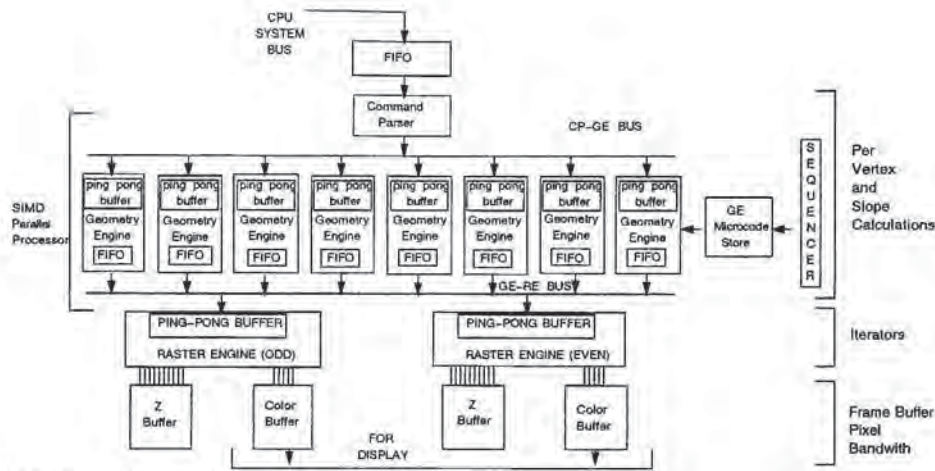 CPU
SYSTEM
BUS
FIFO
Command
Parser
CP-GE BUS
SiMD
Parallel
Processor
ping pong
buffer
Geometry
Engine
FIFO
ping pong
buffer
Geometry
Engine
FIFO
ping pong
buffer
Geometry
Engine
FIFO
ping pong
buffer
Geometry
Engine
FIFO
ping pong
buffer
Geometry
Engine
FIFO
ping pong
buffer
Geometry
Engine
FIFO
ping pong
buffer
Geometry
Engine
FIFO
ping pong
buffer
Geometry
Engine
FIFO
GE
Microcode
Store
SEQUENCER
Per
Vertex
and
Slope
Calculations
GE-RE BUS
PING-PONG BUFFER
RASTER ENGINE (ODD)
PING-PONG BUFFER
RASTER ENGINE (EVEN)
Iterators
Z
Buffer
Color
Buffer
Z
Buffer
Color
Buffer
Frame Buffer
Pixel
Bandwith
FOR
DISPLAY